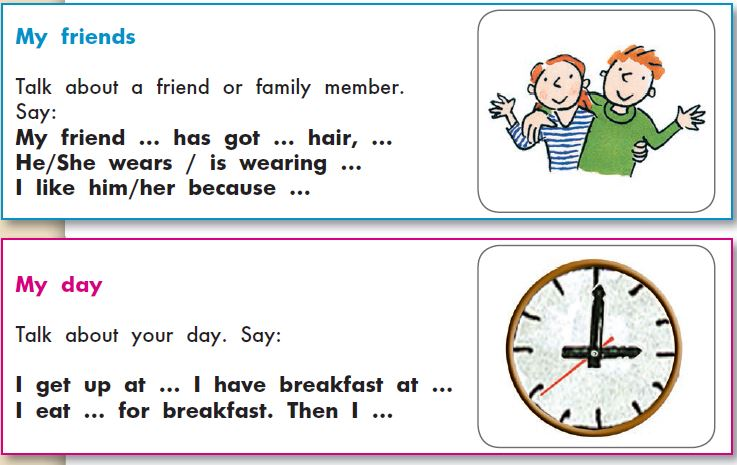 My friends
Talk about a friend or family member.
Say:
My friend ... has got ... hair, ...
He/She wears / is wearing ...
I like him/her because ...
My day
Talk about your day. Say:
I get up at ... I have breakfast at ...
I eat ... for breakfast. Then I ...